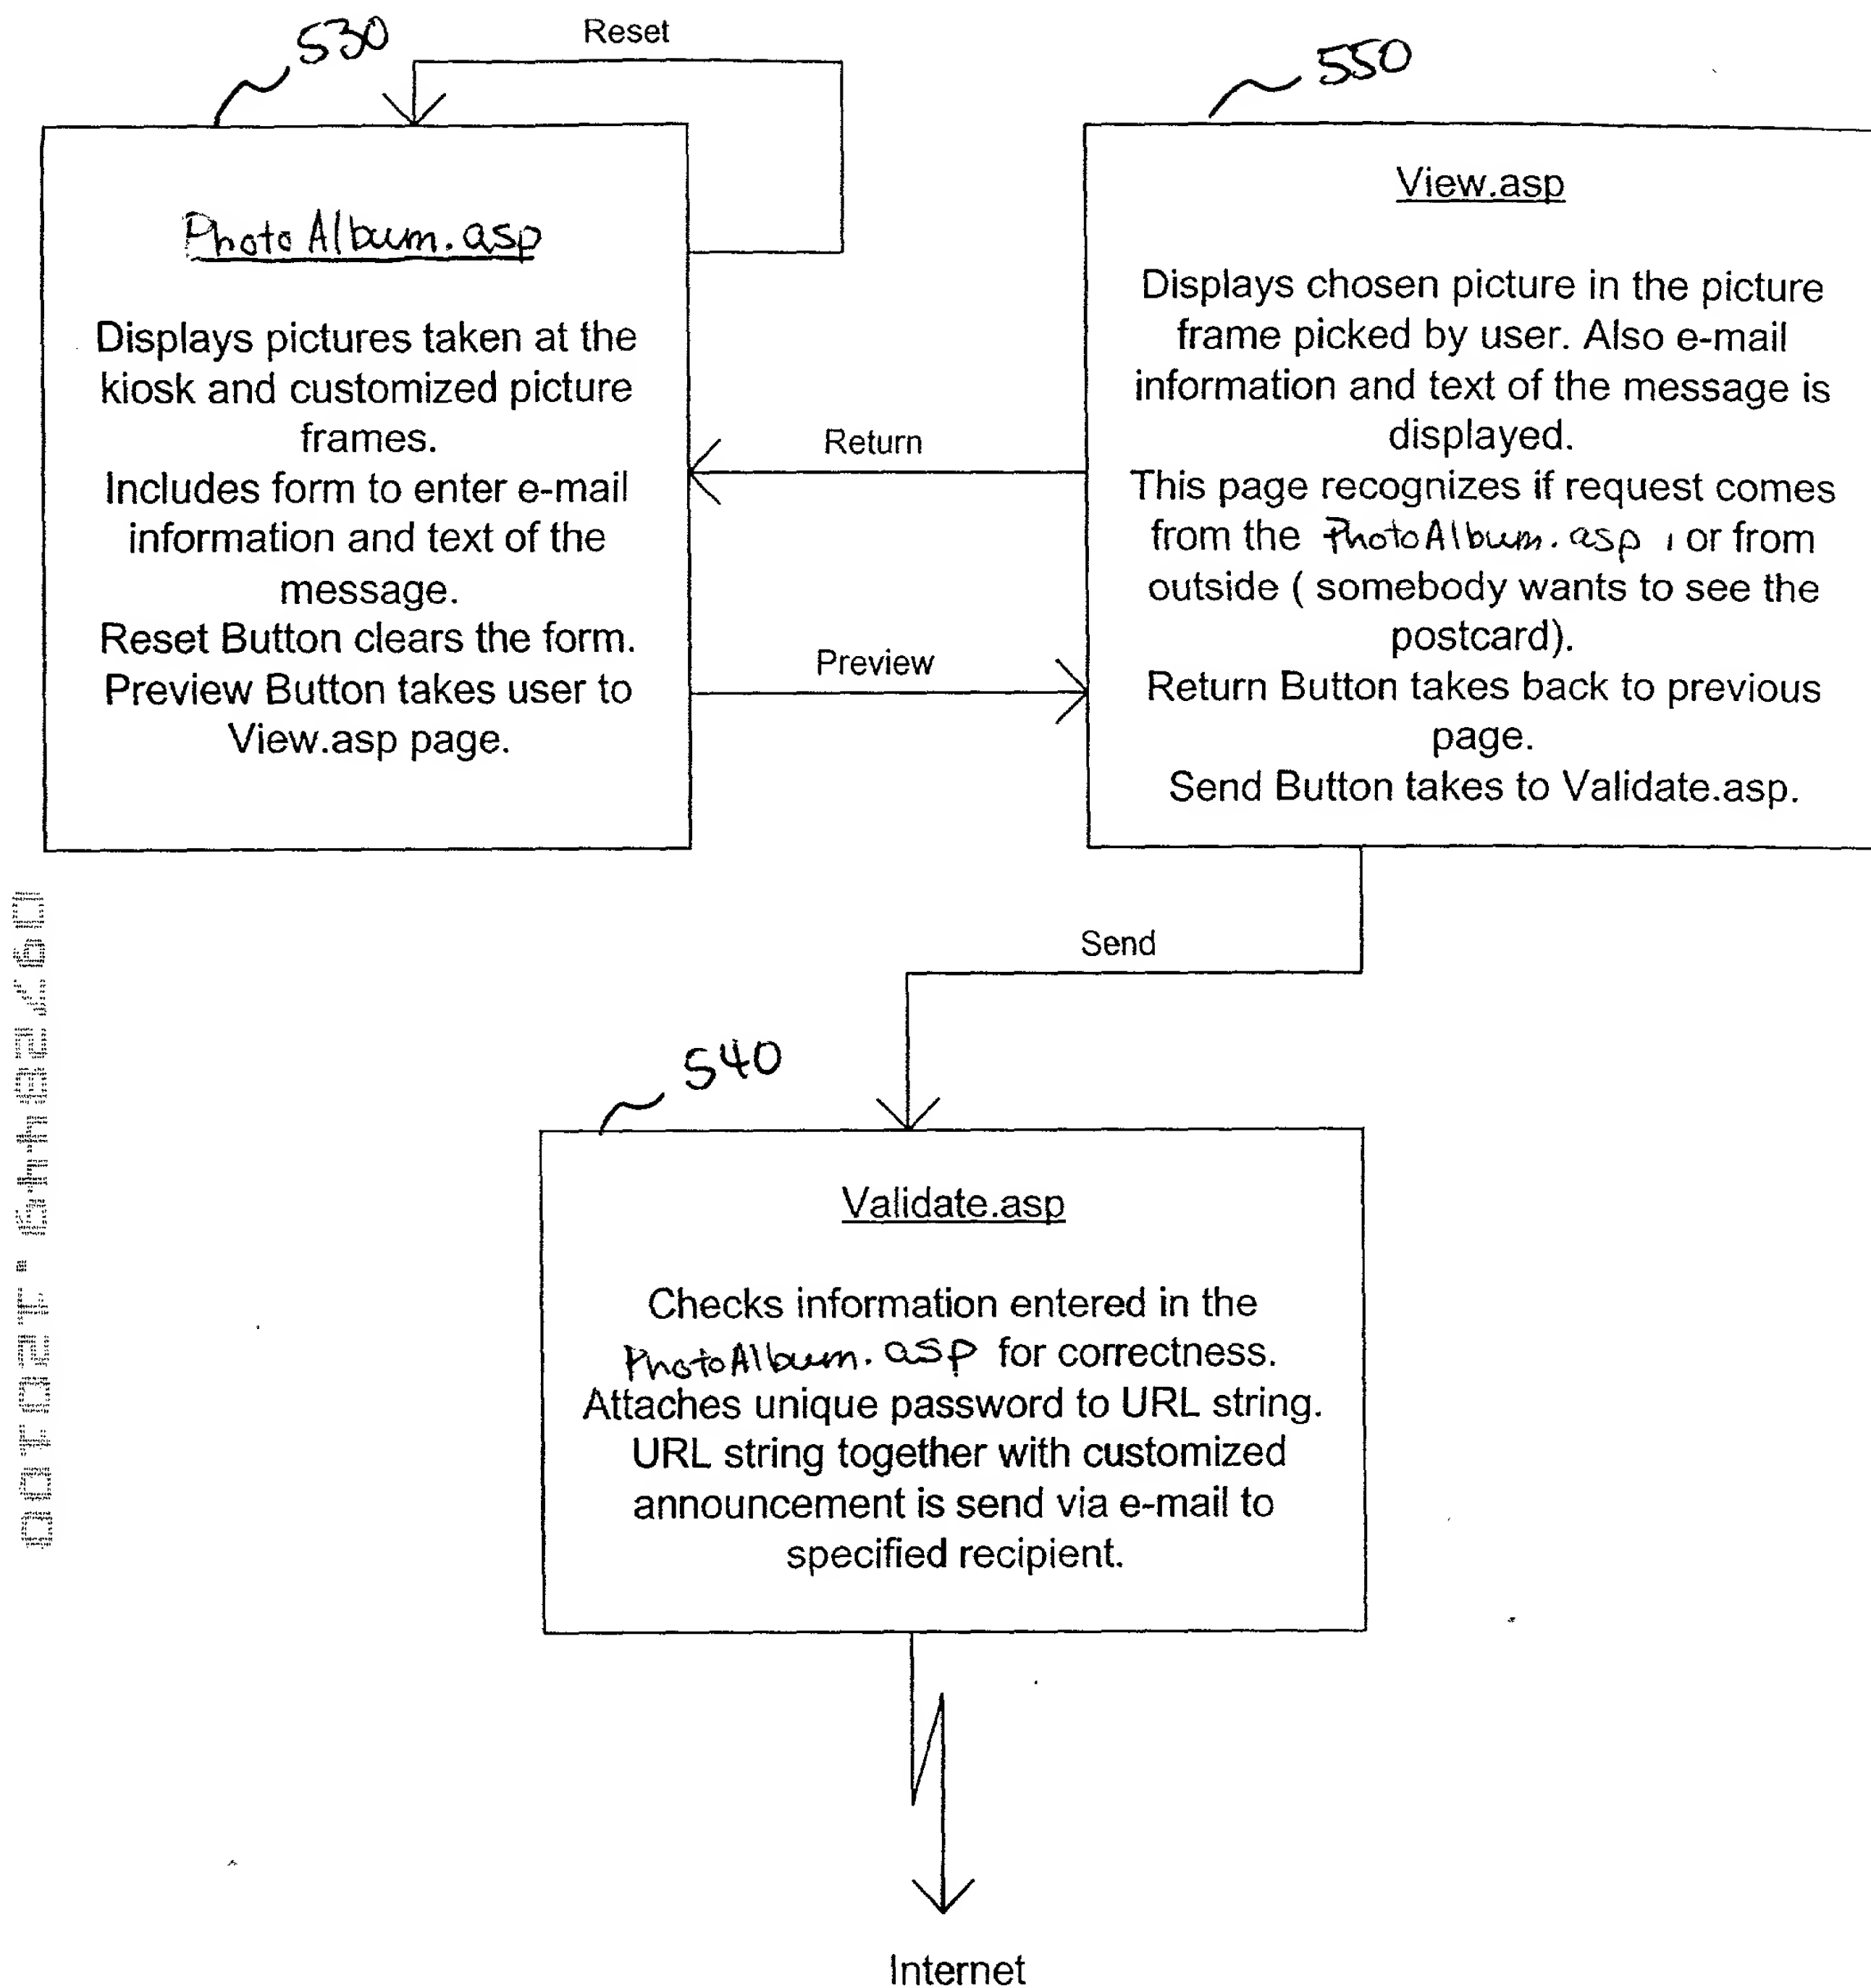 530
Reset
550
PhotoAlbum.asp
Displays pictures taken at the
kiosk and customized picture
frames.
Includes form to enter e-mail
information and text of the
message.
Reset Button clears the form.
Preview Button takes user to
View.asp page.
Return
Preview
View.asp
Displays chosen picture in the picture
frame picked by user. Also e-mail
information and text of the message is
displayed.
This page recognizes if request comes
from the PhotoAlbum.asp , or from
outside ( somebody wants to see the
postcard).
Return Button takes back to previous
page.
Send Button takes to Validate.asp.
Send
540
Validate.asp
Checks information entered in the
PhotoAlbum.asp for correctness.
Attaches unique password to URL string.
URL string together with customized
announcement is send via e-mail to
specified recipient.
Internet